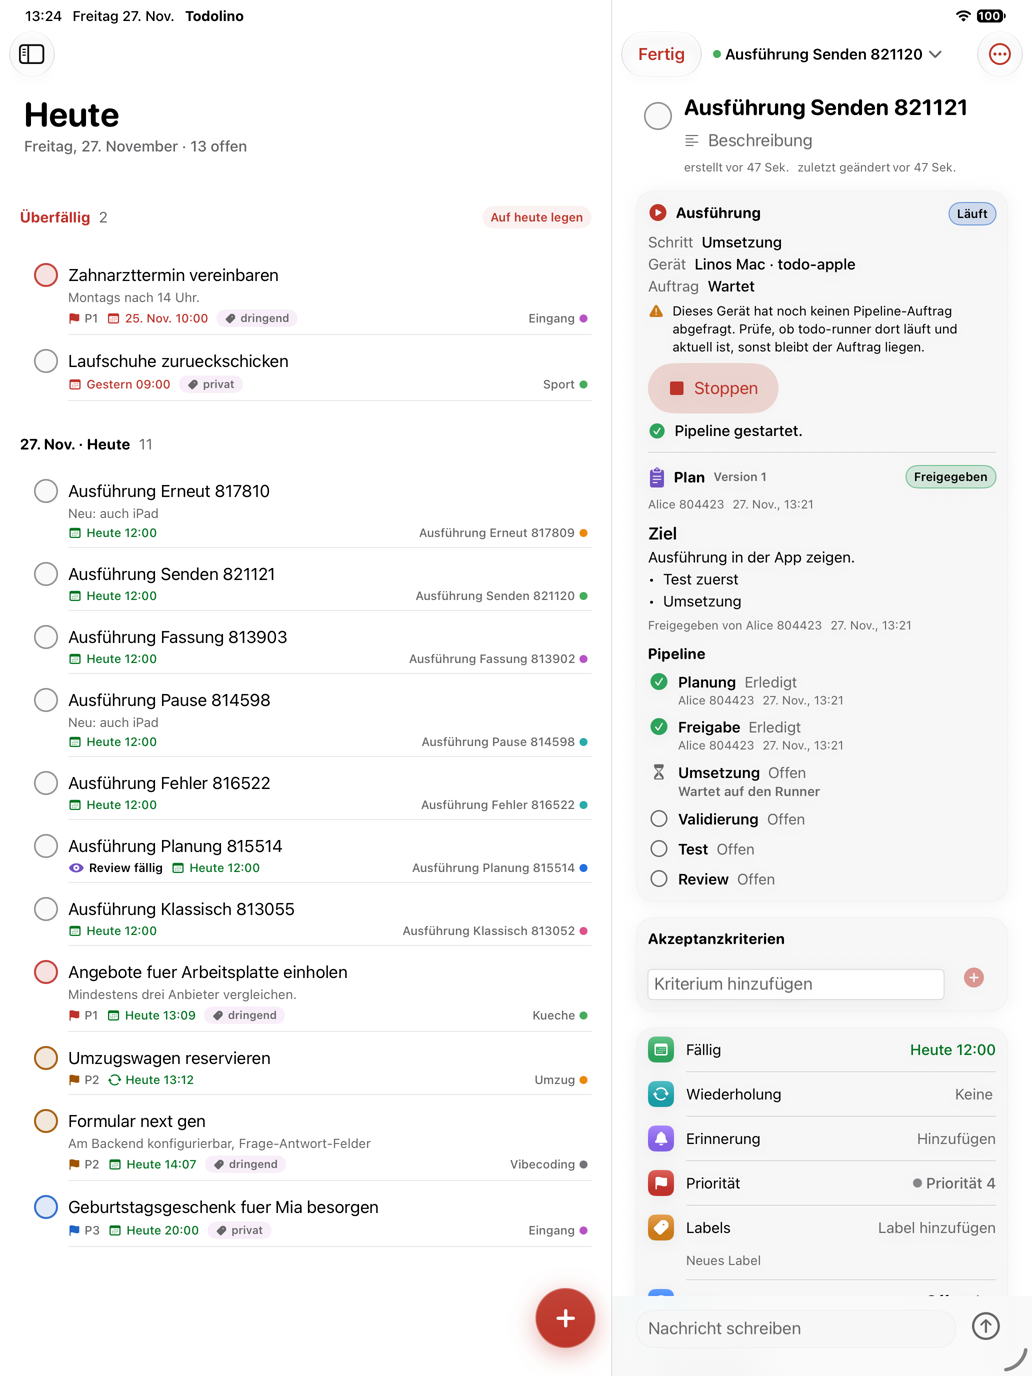 13:24 Freitag 27. Nov. Todolino
100
Heute
Freitag, 27. November · 13 offen
Überfällig 2
Auf heute legen
Zahnarzttermin vereinbaren
Montags nach 14 Uhr.
P1 25. Nov. 10:00 dringend Eingang
Laufschuhe zurueckschicken
Gestern 09:00 privat Sport
27. Nov. · Heute 11
Ausführung Erneut 817810
Neu: auch iPad
Heute 12:00 Ausführung Erneut 817809
Ausführung Senden 821121
Heute 12:00 Ausführung Senden 821120
Ausführung Fassung 813903
Heute 12:00 Ausführung Fassung 813902
Ausführung Pause 814598
Neu: auch iPad
Heute 12:00 Ausführung Pause 814598
Ausführung Fehler 816522
Heute 12:00 Ausführung Fehler 816522
Ausführung Planung 815514
Review fällig Heute 12:00 Ausführung Planung 815514
Ausführung Klassisch 813055
Heute 12:00 Ausführung Klassisch 813052
Angebote fuer Arbeitsplatte einholen
Mindestens drei Anbieter vergleichen.
P1 Heute 13:09 dringend Kueche
Umzugswagen reservieren
P2 Heute 13:12 Umzug
Formular next gen
Am Backend konfigurierbar, Frage-Antwort-Felder
P2 Heute 14:07 dringend Vibecoding
Geburtstagsgeschenk fuer Mia besorgen
P3 Heute 20:00 privat Eingang
Fertig
Ausführung Senden 821120
Ausführung Senden 821121
Beschreibung
erstellt vor 47 Sek. zuletzt geändert vor 47 Sek.
Ausführung Läuft
Schritt Umsetzung
Gerät Linos Mac · todo-apple
Auftrag Wartet
Dieses Gerät hat noch keinen Pipeline-Auftrag
abgefragt. Prüfe, ob todo-runner dort läuft und
aktuell ist, sonst bleibt der Auftrag liegen.
Stoppen
Pipeline gestartet.
Plan Version 1 Freigegeben
Alice 804423 27. Nov., 13:21
Ziel
Ausführung in der App zeigen.
• Test zuerst
• Umsetzung
Freigegeben von Alice 804423 27. Nov., 13:21
Pipeline
Planung Erledigt
Alice 804423 27. Nov., 13:21
Freigabe Erledigt
Alice 804423 27. Nov., 13:21
Umsetzung Offen
Wartet auf den Runner
Validierung Offen
Test Offen
Review Offen
Akzeptanzkriterien
Kriterium hinzufügen
Fällig Heute 12:00
Wiederholung Keine
Erinnerung Hinzufügen
Priorität Priorität 4
Labels Label hinzufügen
Neues Label
Nachricht schreiben